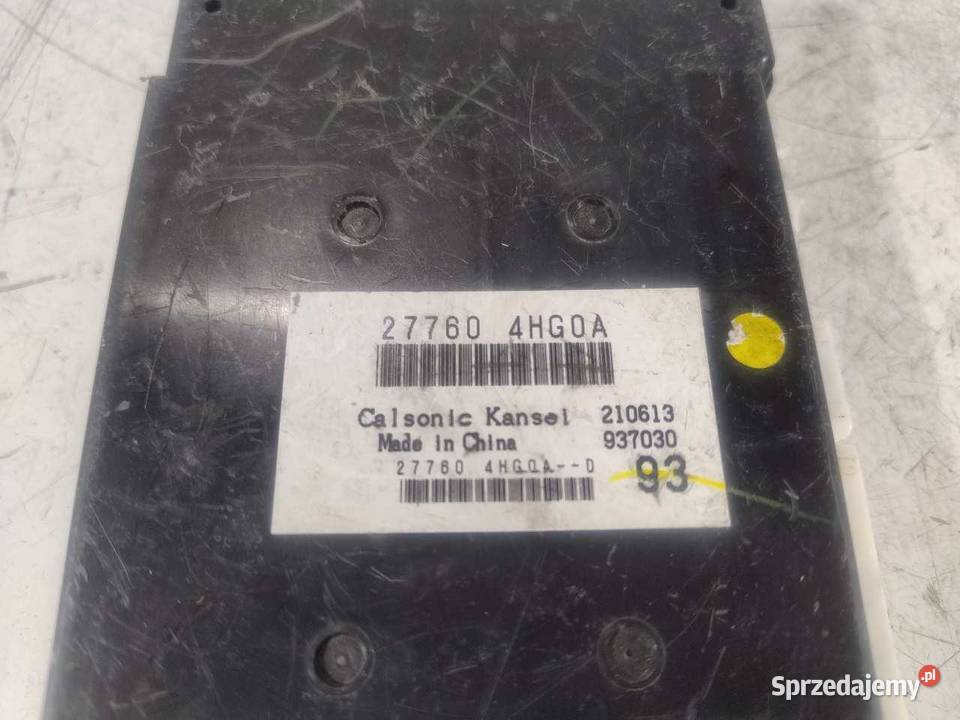 27760 4HG0A
Calsonic Kansei 210613
Made in China 937030
27760 4HG0A--D
93
Sprzedajemy.pl